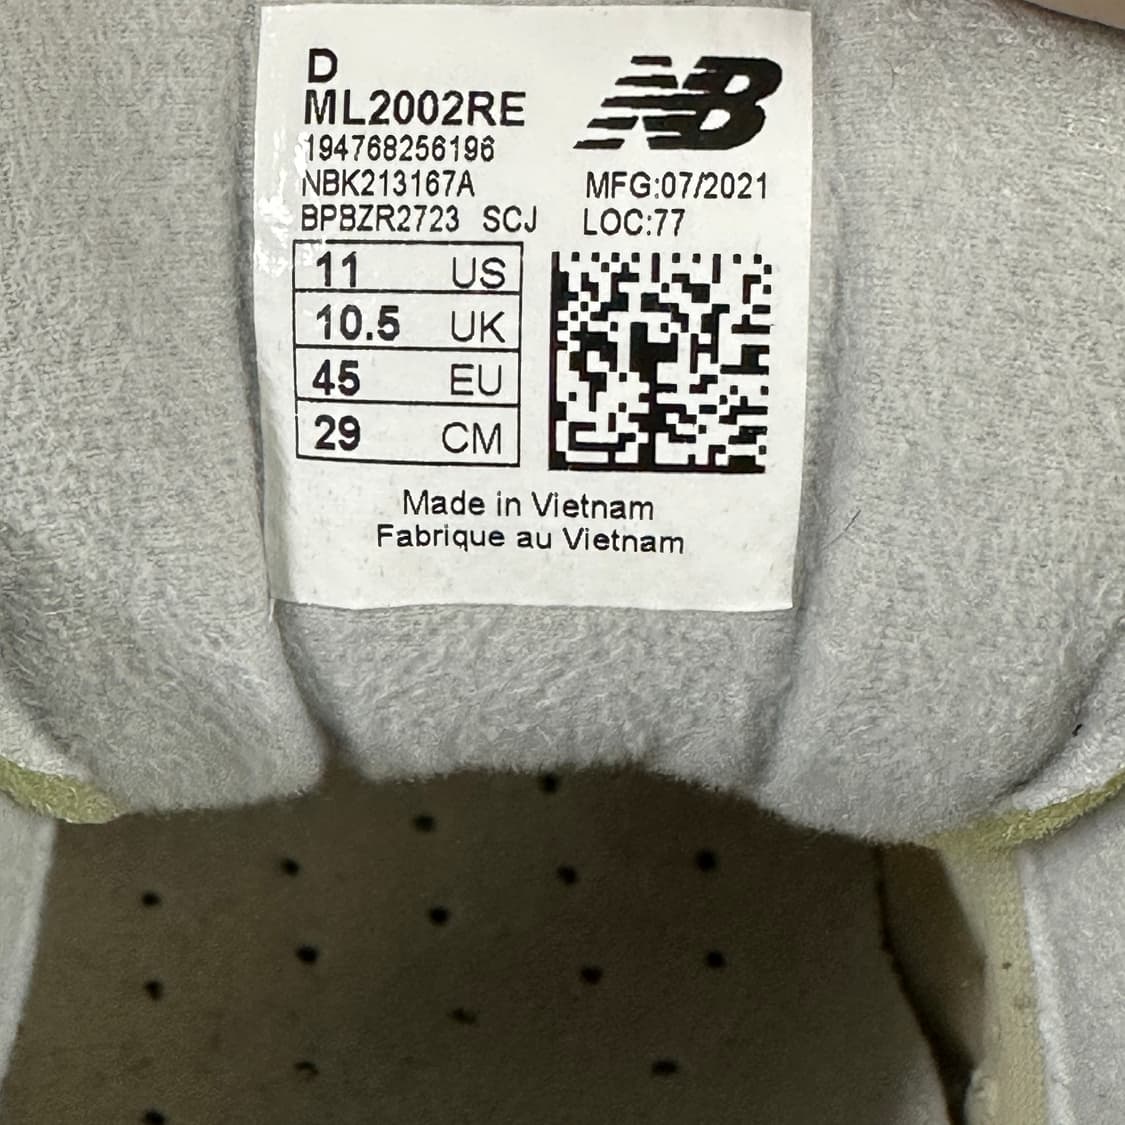 D
ML2002RE
NB
194768256196
NBK213167A
MFG:07/2021
BPBZR2723 SCJ
LOC:77
11 US
10.5 UK
45 EU
29 CM
Made in Vietnam
Fabrique au Vietnam